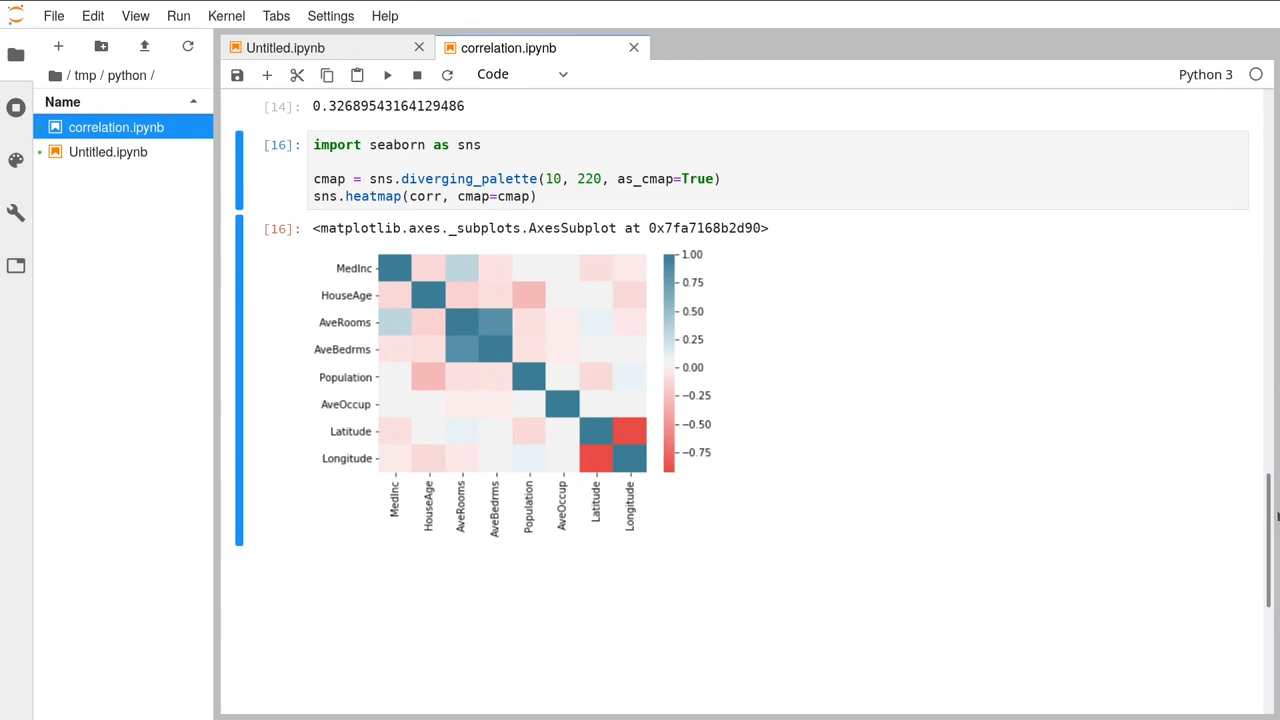 File Edit View Run Kernel Tabs Settings Help
/ tmp / python /
Name
correlation.ipynb
Untitled.ipynb
Untitled.ipynb
correlation.ipynb
Code
Python 3
[14]: 0.32689543164129486
[16]: import seaborn as sns
cmap = sns.diverging_palette(10, 220, as_cmap=True)
sns.heatmap(corr, cmap=cmap)
[16]: <matplotlib.axes._subplots.AxesSubplot at 0x7fa7168b2d90>
MedInc
HouseAge
AveRooms
AveBedrms
Population
AveOccup
Latitude
Longitude
MedInc
HouseAge
AveRooms
AveBedrms
Population
AveOccup
Latitude
Longitude
1.00
0.75
0.50
0.25
0.00
−0.25
−0.50
−0.75